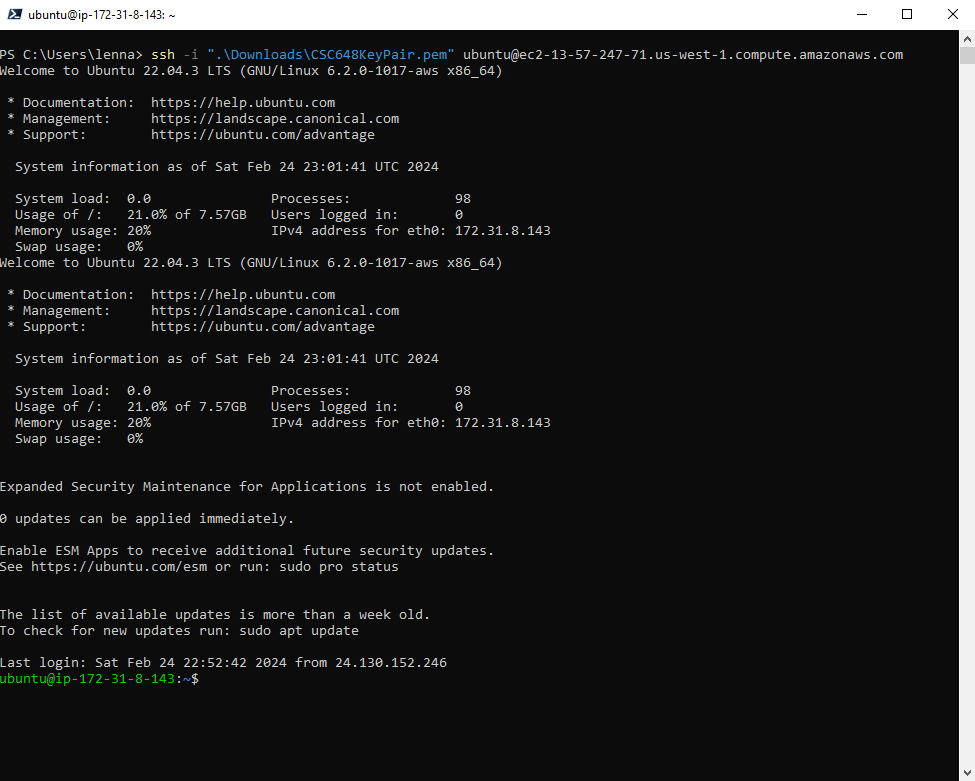 ubuntu@ip-172-31-8-143: ~
PS C:\Users\lenna> ssh -i ".\Downloads\CSC648KeyPair.pem" ubuntu@ec2-13-57-247-71.us-west-1.compute.amazonaws.com
Welcome to Ubuntu 22.04.3 LTS (GNU/Linux 6.2.0-1017-aws x86_64)
* Documentation: https://help.ubuntu.com
* Management: https://landscape.canonical.com
* Support: https://ubuntu.com/advantage
System information as of Sat Feb 24 23:01:41 UTC 2024
System load: 0.0 Processes: 98
Usage of /: 21.0% of 7.57GB Users logged in: 0
Memory usage: 20% IPv4 address for eth0: 172.31.8.143
Swap usage: 0%
Welcome to Ubuntu 22.04.3 LTS (GNU/Linux 6.2.0-1017-aws x86_64)
* Documentation: https://help.ubuntu.com
* Management: https://landscape.canonical.com
* Support: https://ubuntu.com/advantage
System information as of Sat Feb 24 23:01:41 UTC 2024
System load: 0.0 Processes: 98
Usage of /: 21.0% of 7.57GB Users logged in: 0
Memory usage: 20% IPv4 address for eth0: 172.31.8.143
Swap usage: 0%
Expanded Security Maintenance for Applications is not enabled.
0 updates can be applied immediately.
Enable ESM Apps to receive additional future security updates.
See https://ubuntu.com/esm or run: sudo pro status
The list of available updates is more than a week old.
To check for new updates run: sudo apt update
Last login: Sat Feb 24 22:52:42 2024 from 24.130.152.246
ubuntu@ip-172-31-8-143:~$